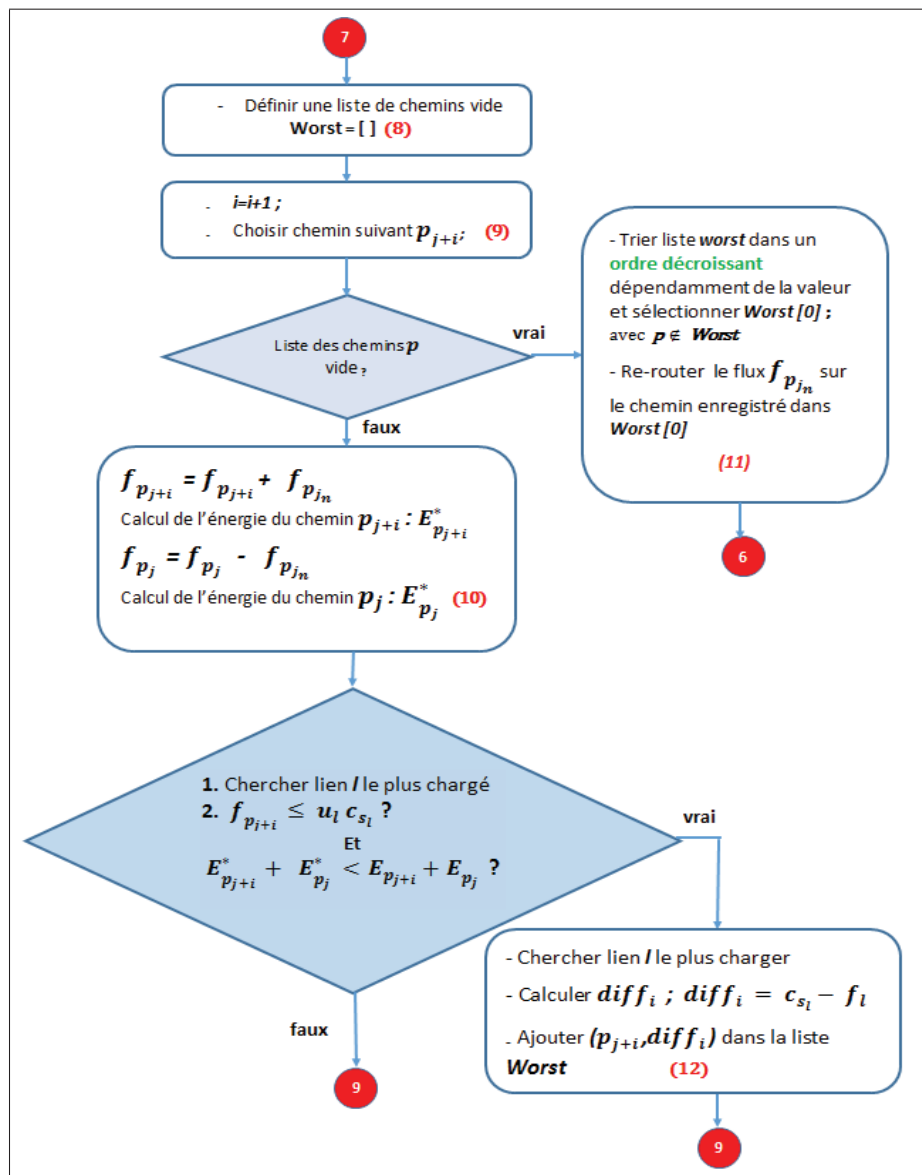 7
- Définir une liste de chemins vide
Worst = [ ] (8)
- i=i+1 ;
- Choisir chemin suivant p_{j+i}; (9)
Liste des chemins p
vide ?
vrai
faux
- Trier liste worst dans un
ordre décroissant
dépendamment de la valeur
et sélectionner Worst [0] ;
avec p ∉ Worst
- Re-router le flux f_{p_{j_n}} sur
le chemin enregistré dans
Worst [0]
(11)
6
f_{p_{j+i}} = f_{p_{j+i}} + f_{p_{j_n}}
Calcul de l'énergie du chemin p_{j+i} : E^*_{p_{j+i}}
f_{p_j} = f_{p_j} - f_{p_{j_n}}
Calcul de l'énergie du chemin p_j : E^*_{p_j} (10)
1. Chercher lien l le plus chargé
2. f_{p_{j+i}} ≤ u_l c_{s_l} ?
Et
E^*_{p_{j+i}} + E^*_{p_j} < E_{p_{j+i}} + E_{p_j} ?
vrai
faux
9
- Chercher lien l le plus charger
- Calculer diff_i ; diff_i = c_{s_l} − f_l
- Ajouter (p_{j+i},diff_i) dans la liste
Worst (12)
9